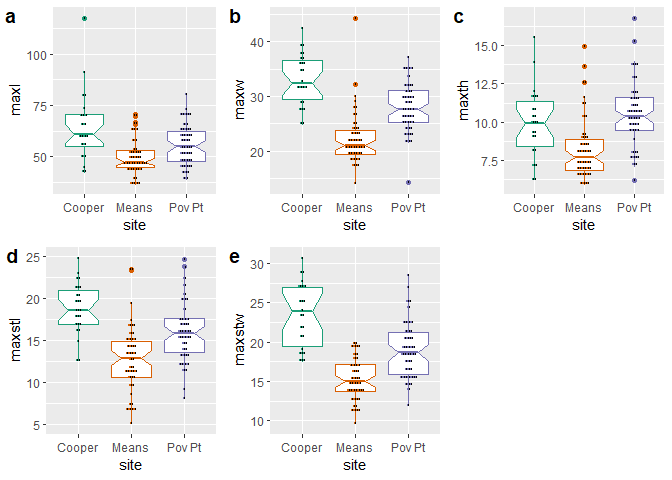 a
b
c
maxl
100
75
50
Cooper Means Pov Pt
site
maxw
40
30
20
Cooper Means Pov Pt
site
maxth
15.0
12.5
10.0
7.5
Cooper Means Pov Pt
site
d
e
maxstl
25
20
15
10
5
Cooper Means Pov Pt
site
maxstw
30
25
20
15
10
Cooper Means Pov Pt
site